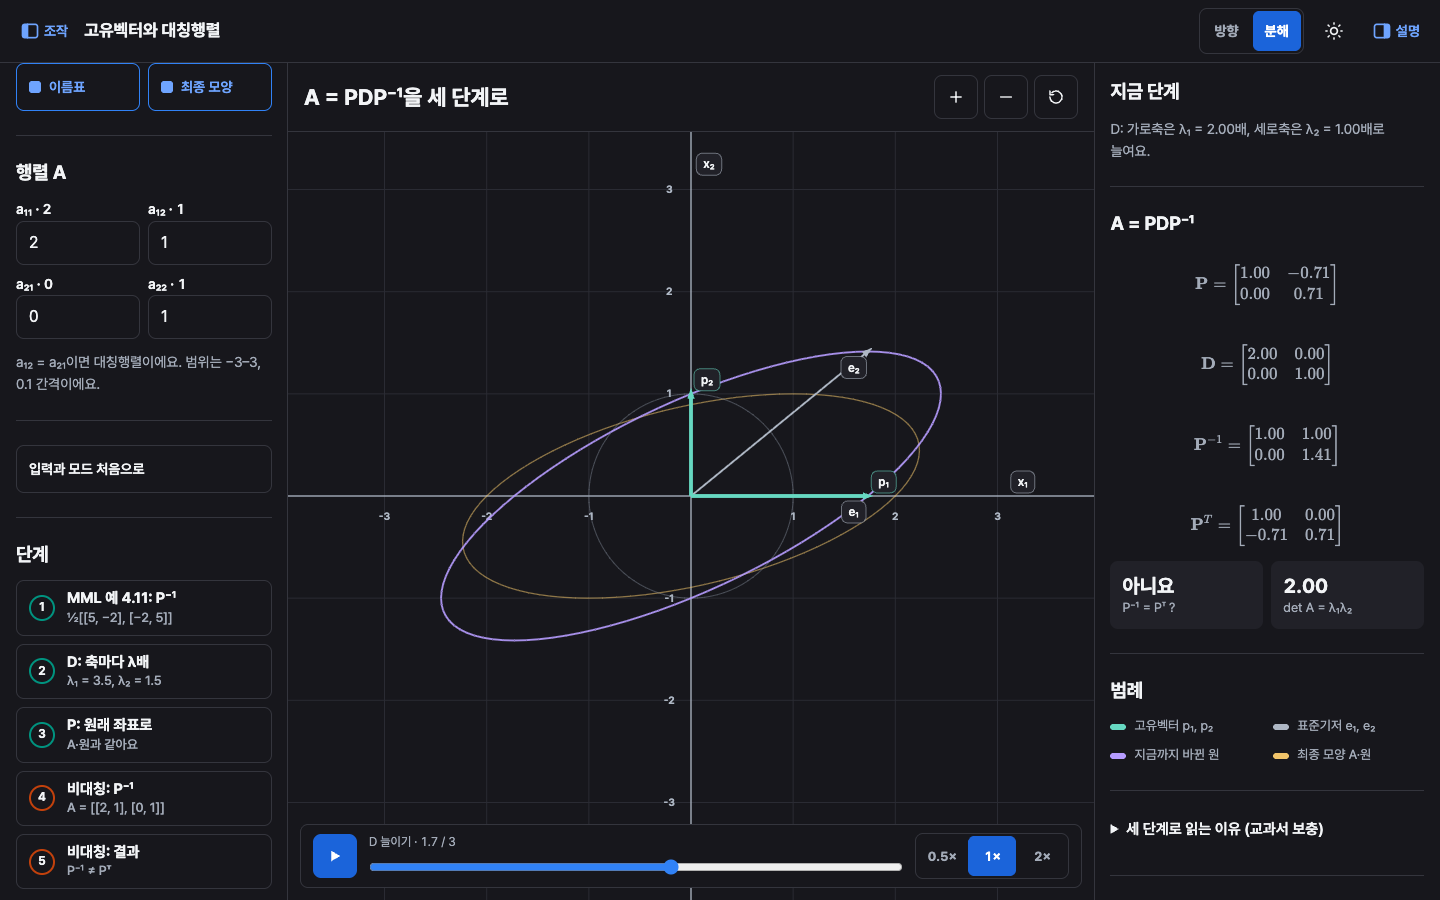 조작
고유벡터와 대칭행렬
방향
분해
설명
이름표
최종 모양
행렬 A
a₁₁ · 2
a₁₂ · 1
2
1
a₂₁ · 0
a₂₂ · 1
0
1
a₁₂ = a₂₁이면 대칭행렬이에요. 범위는 −3–3,
0.1 간격이에요.
입력과 모드 처음으로
단계
1
MML 예 4.11: P⁻¹
½[[5, −2], [−2, 5]]
2
D: 축마다 λ배
λ₁ = 3.5, λ₂ = 1.5
3
P: 원래 좌표로
A·원과 같아요
4
비대칭: P⁻¹
A = [[2, 1], [0, 1]]
5
비대칭: 결과
P⁻¹ ≠ Pᵀ
A = PDP⁻¹을 세 단계로
x₂
3
2
e₂
p₂
1
p₁
x₁
e₁
-3
-2
-1
1
2
3
-1
-2
-3
D 늘이기 · 1.7 / 3
0.5×
1×
2×
지금 단계
D: 가로축은 λ₁ = 2.00배, 세로축은 λ₂ = 1.00배로
늘여요.
A = PDP⁻¹
P = [1.00 −0.71
0.00 0.71]
D = [2.00 0.00
0.00 1.00]
P⁻¹ = [1.00 1.00
0.00 1.41]
Pᵀ = [1.00 0.00
−0.71 0.71]
아니요
P⁻¹ = Pᵀ ?
2.00
det A = λ₁λ₂
범례
고유벡터 p₁, p₂
표준기저 e₁, e₂
지금까지 바뀐 원
최종 모양 A·원
세 단계로 읽는 이유 (교과서 보충)